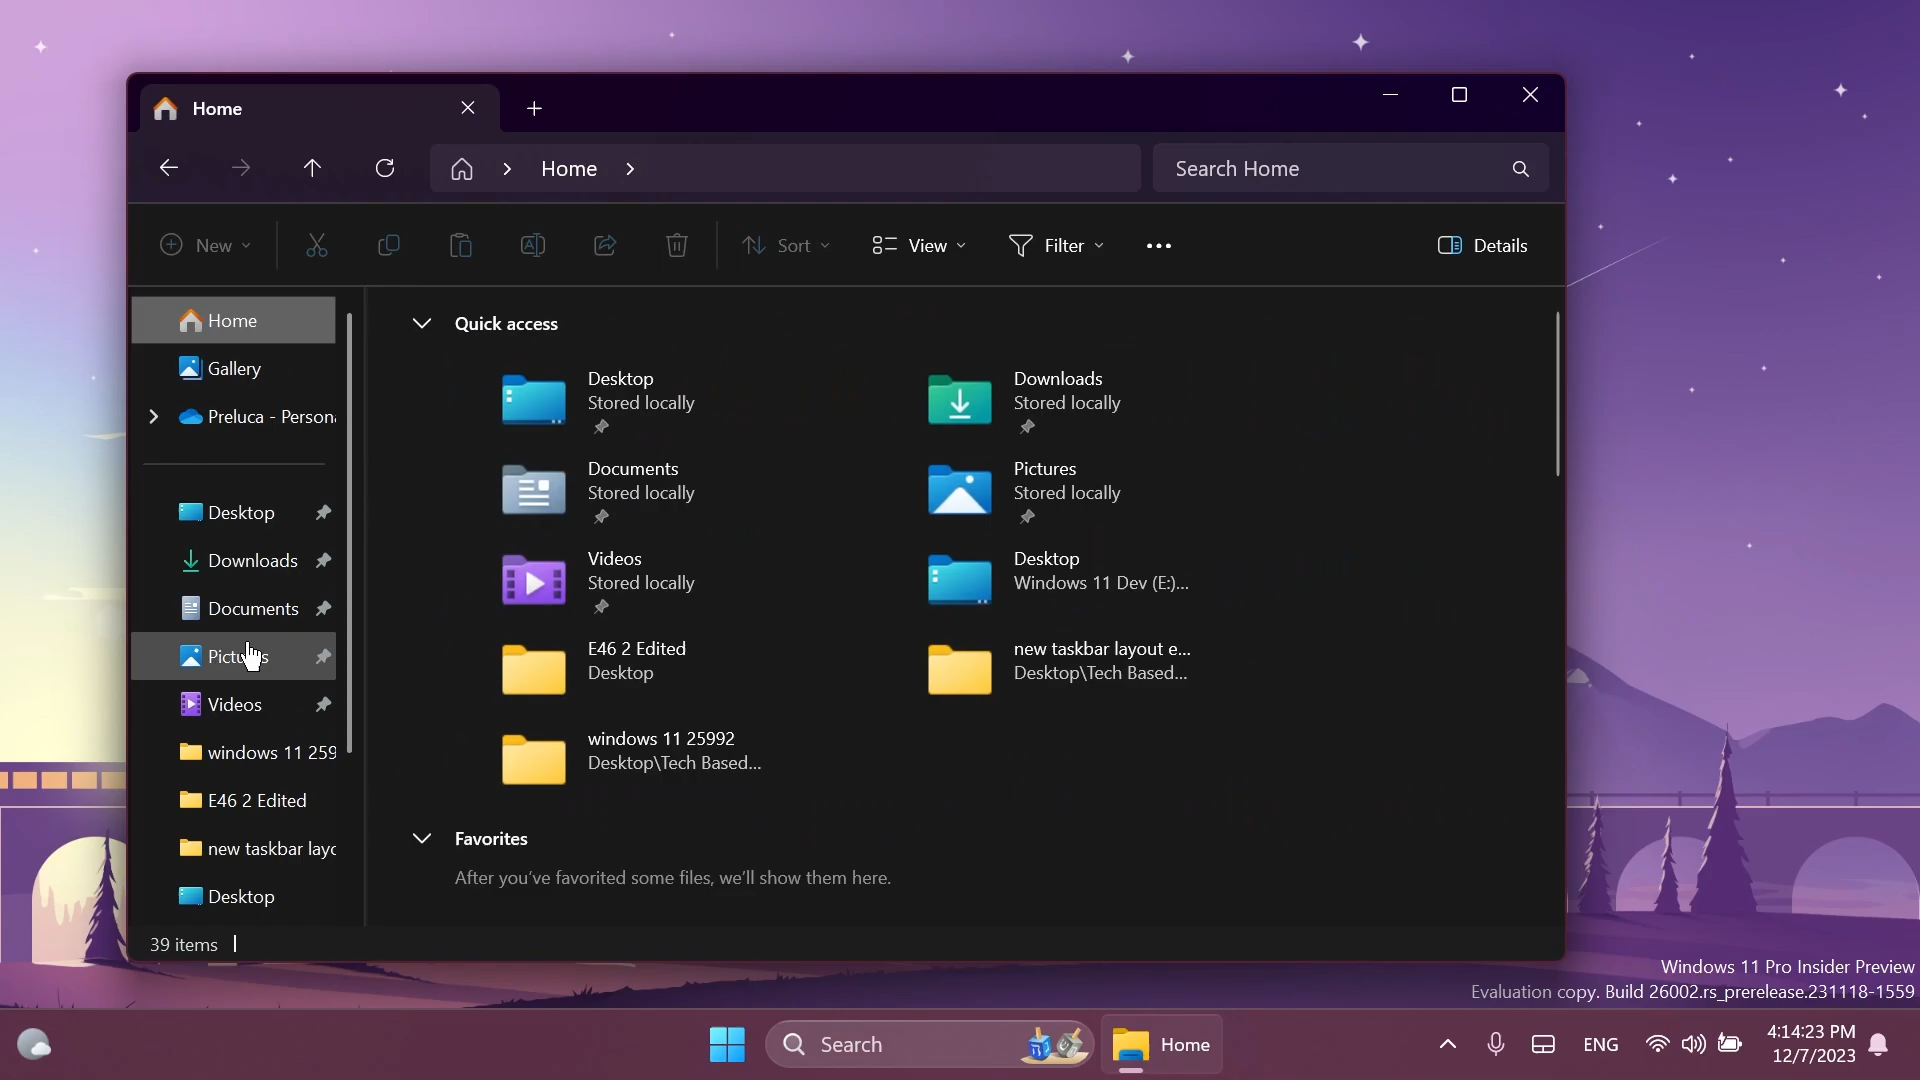 Home
Home
Search Home
New
Sort
View
Filter
Details
Home
Gallery
Preluca - Person
Desktop
Downloads
Documents
Pictures
Videos
windows 11 259
E46 2 Edited
new taskbar layo
Desktop
Quick access
Desktop
Stored locally
Downloads
Stored locally
Documents
Stored locally
Pictures
Stored locally
Videos
Stored locally
Desktop
Windows 11 Dev (E:)...
E46 2 Edited
Desktop
new taskbar layout e...
Desktop\Tech Based...
windows 11 25992
Desktop\Tech Based...
Favorites
After you've favorited some files, we'll show them here.
39 items
Windows 11 Pro Insider Preview
Evaluation copy. Build 26002.rs_prerelease.231118-1559
Search
Home
ENG
4:14:23 PM
12/7/2023